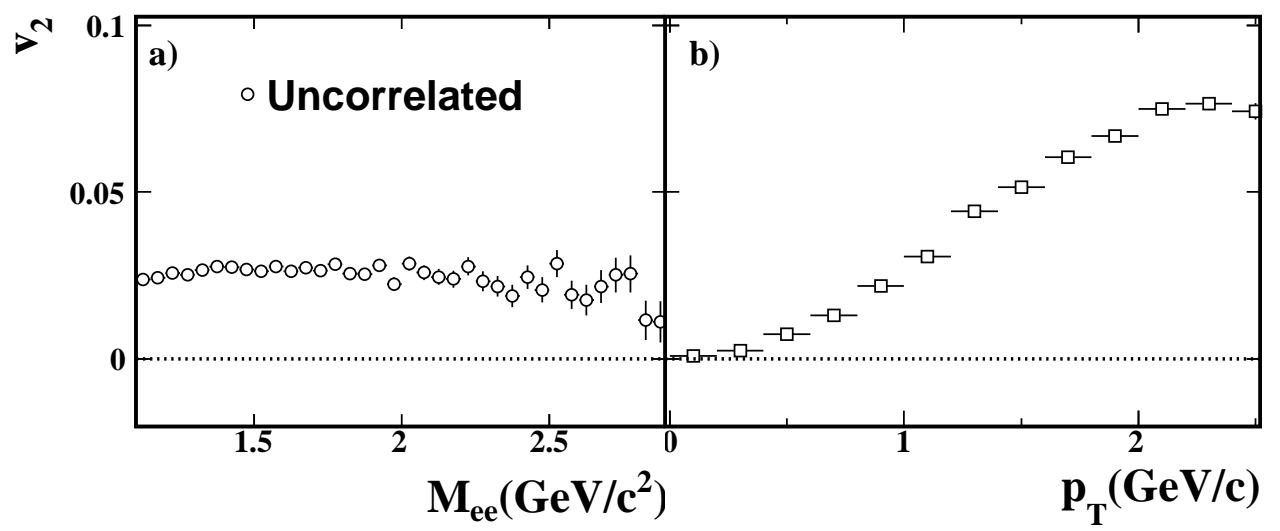 v2
0.1
0.05
0
a)
Uncorrelated
b)
1.5
2
2.5
0
1
2
Mee(GeV/c2)
pT(GeV/c)